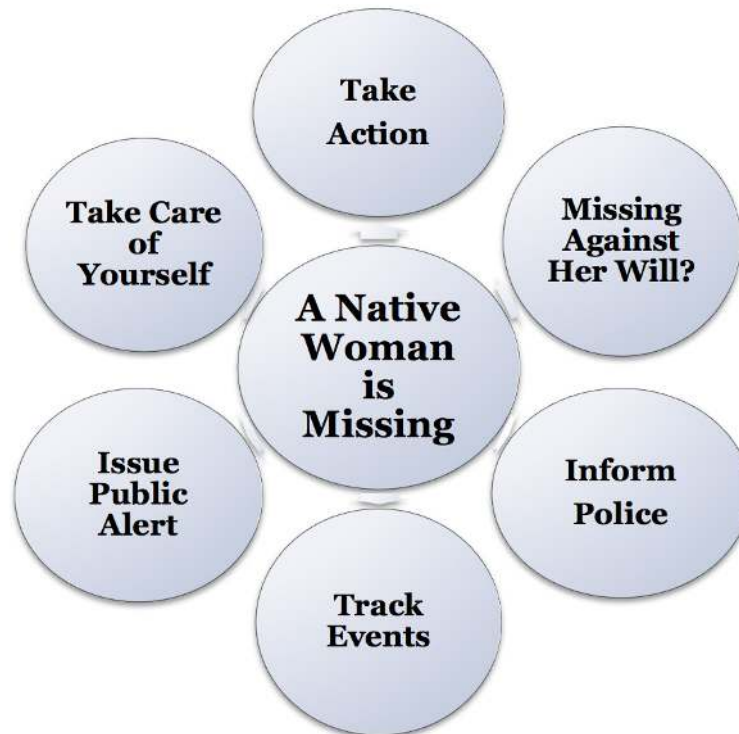 Take
Action
Missing
Against
Her Will?
Inform
Police
Track
Events
Issue
Public
Alert
Take Care
of
Yourself
A Native
Woman
is
Missing